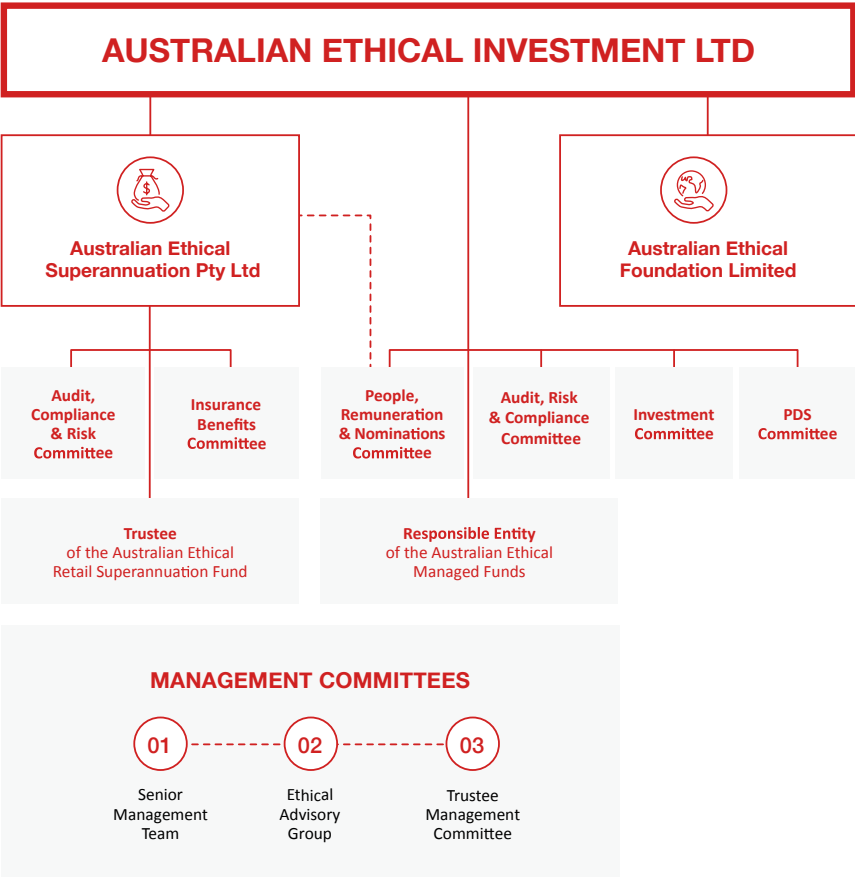 AUSTRALIAN ETHICAL INVESTMENT LTD
$
Australian Ethical
Superannuation Pty Ltd
Australian Ethical
Foundation Limited
Audit,
Compliance
& Risk
Committee
Insurance
Benefits
Committee
People,
Remuneration
& Nominations
Committee
Audit, Risk
& Compliance
Committee
Investment
Committee
PDS
Committee
Trustee
of the Australian Ethical
Retail Superannuation Fund
Responsible Entity
of the Australian Ethical
Managed Funds
MANAGEMENT COMMITTEES
01
02
03
Senior
Management
Team
Ethical
Advisory
Group
Trustee
Management
Committee